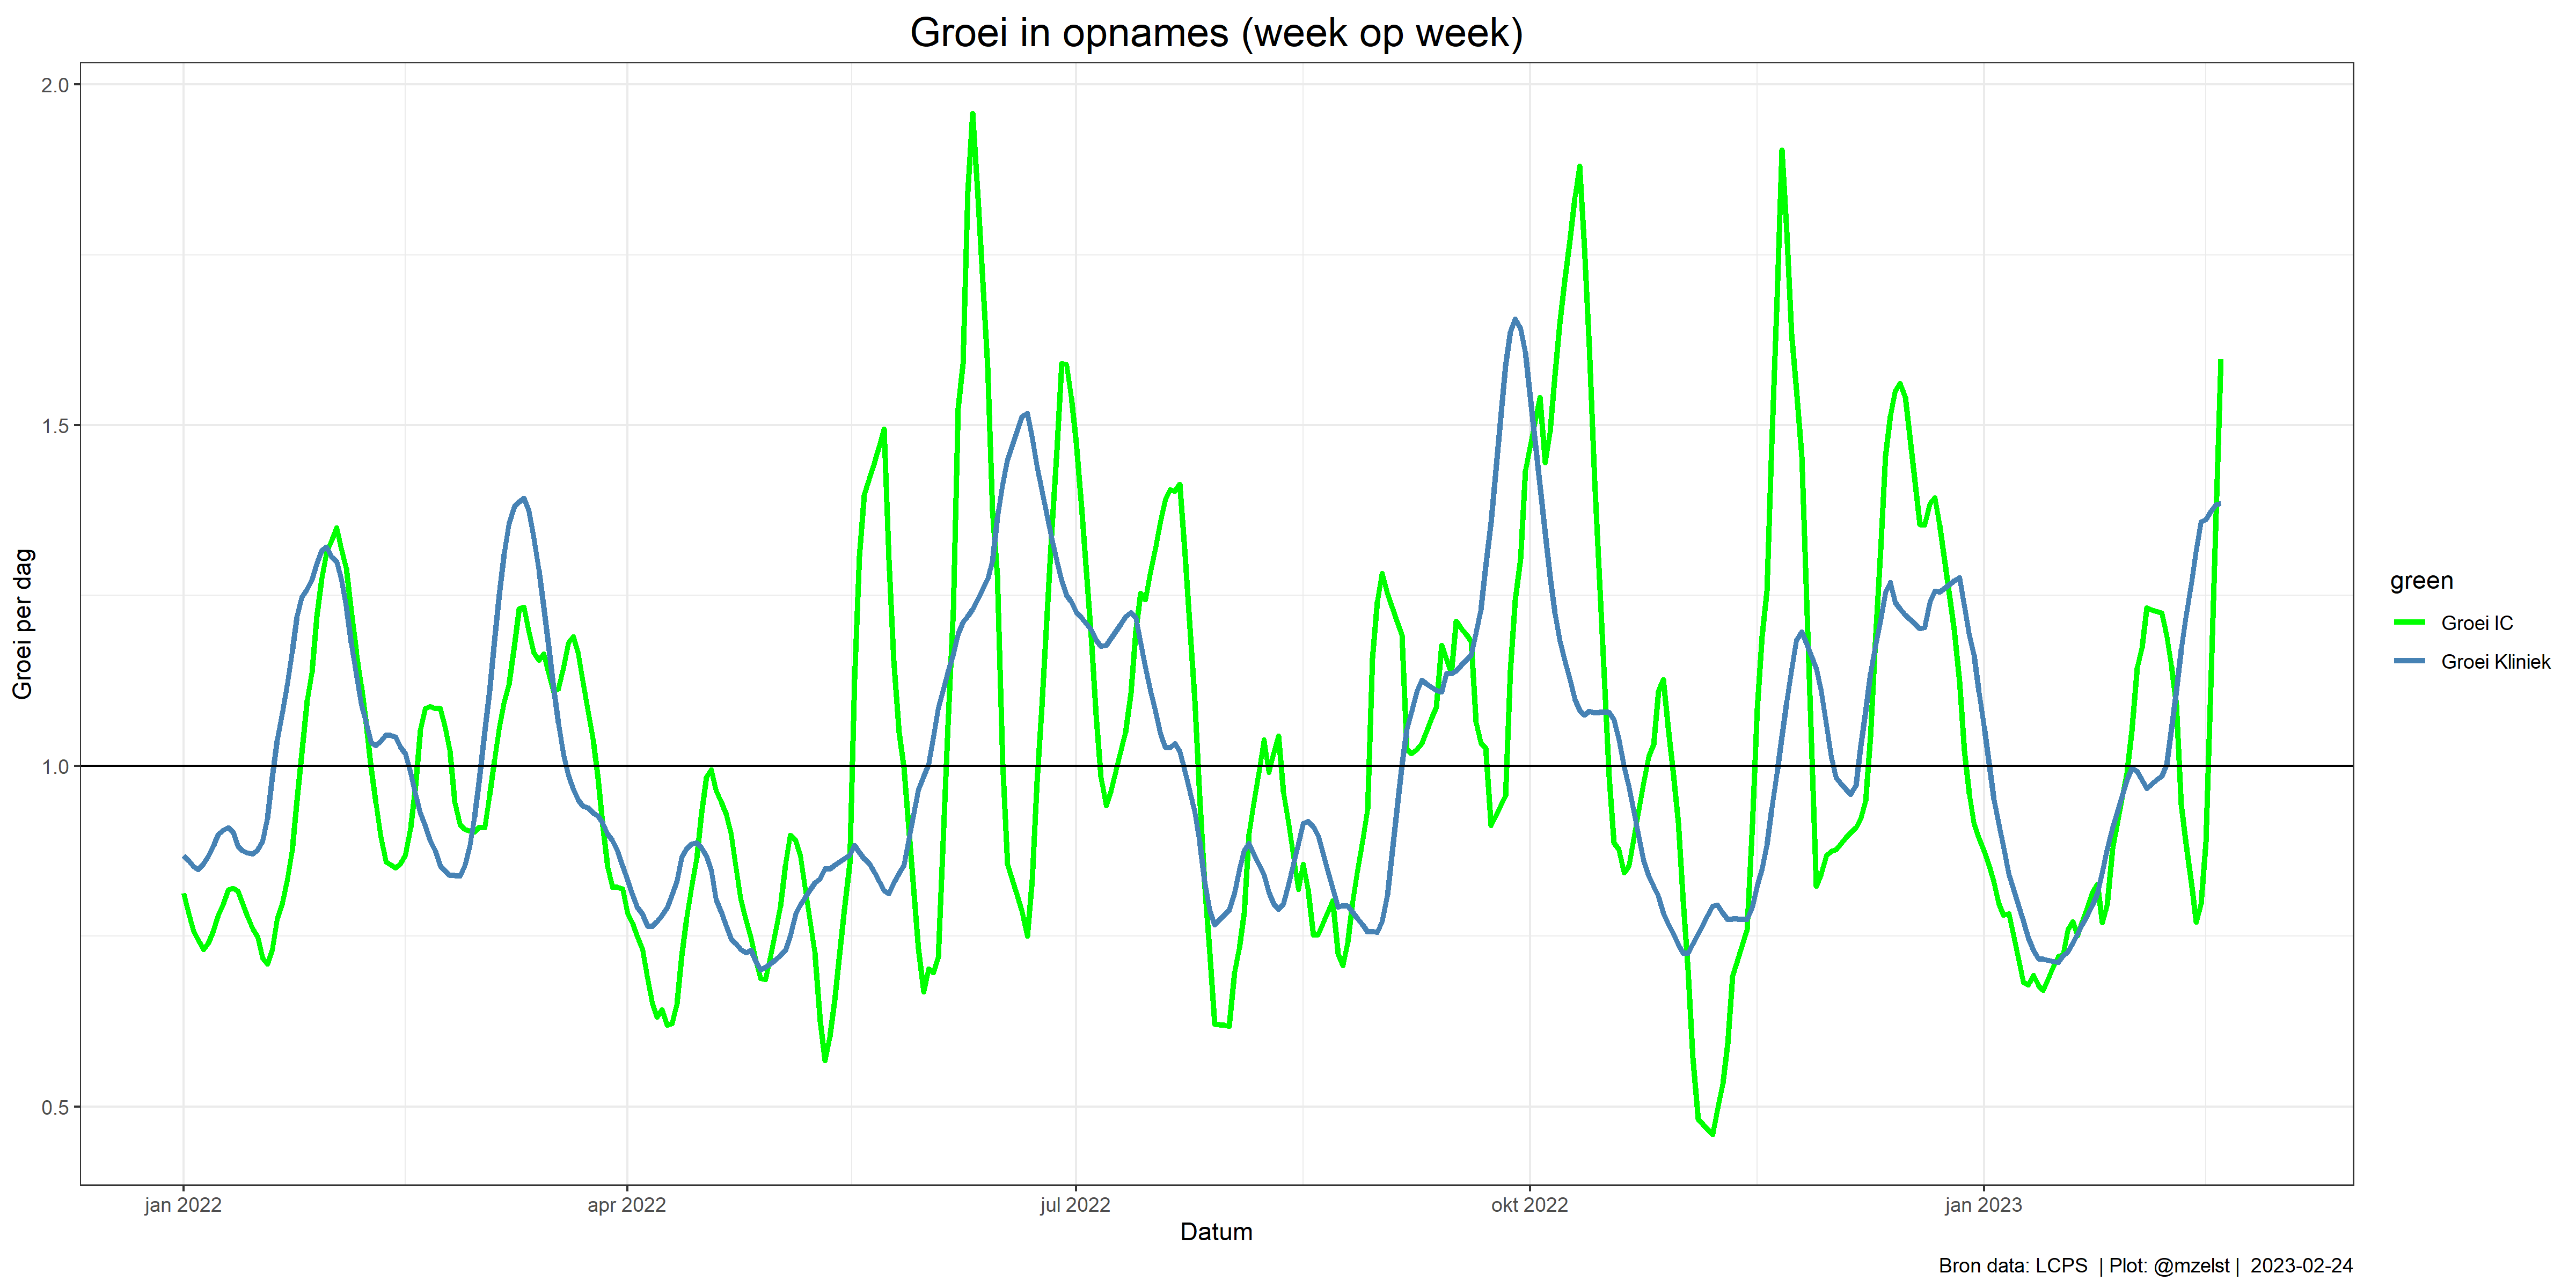 Groei in opnames (week op week)
2.0
1.5
1.0
0.5
Groei per dag
jan 2022
apr 2022
jul 2022
okt 2022
jan 2023
Datum
green
Groei IC
Groei Kliniek
Bron data: LCPS | Plot: @mzelst | 2023-02-24